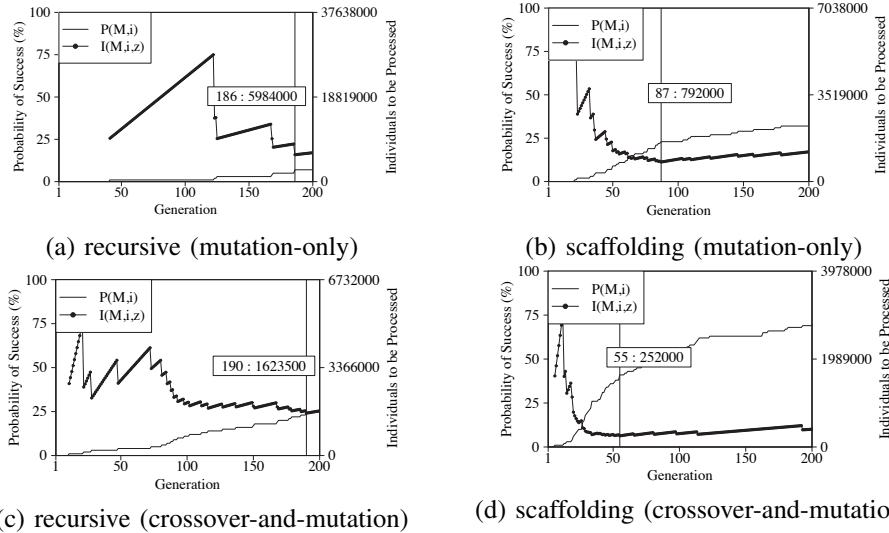 100
75
50
25
0
Probability of Success (%)
P(M,i)
I(M,i,z)
186 : 5984000
37638000
18819000
0
Individuals to be Processed
1
50
100
150
200
Generation
(a) recursive (mutation-only)
100
75
50
25
0
Probability of Success (%)
P(M,i)
I(M,i,z)
87 : 792000
7038000
3519000
0
Individuals to be Processed
1
50
100
150
200
Generation
(b) scaffolding (mutation-only)
100
75
50
25
0
Probability of Success (%)
P(M,i)
I(M,i,z)
190 : 1623500
6732000
3366000
0
Individuals to be Processed
1
50
100
150
200
Generation
c) recursive (crossover-and-mutation)
100
75
50
25
0
Probability of Success (%)
P(M,i)
I(M,i,z)
55 : 252000
3978000
1989000
0
Individuals to be Processed
1
50
100
150
200
Generation
(d) scaffolding (crossover-and-mutatio